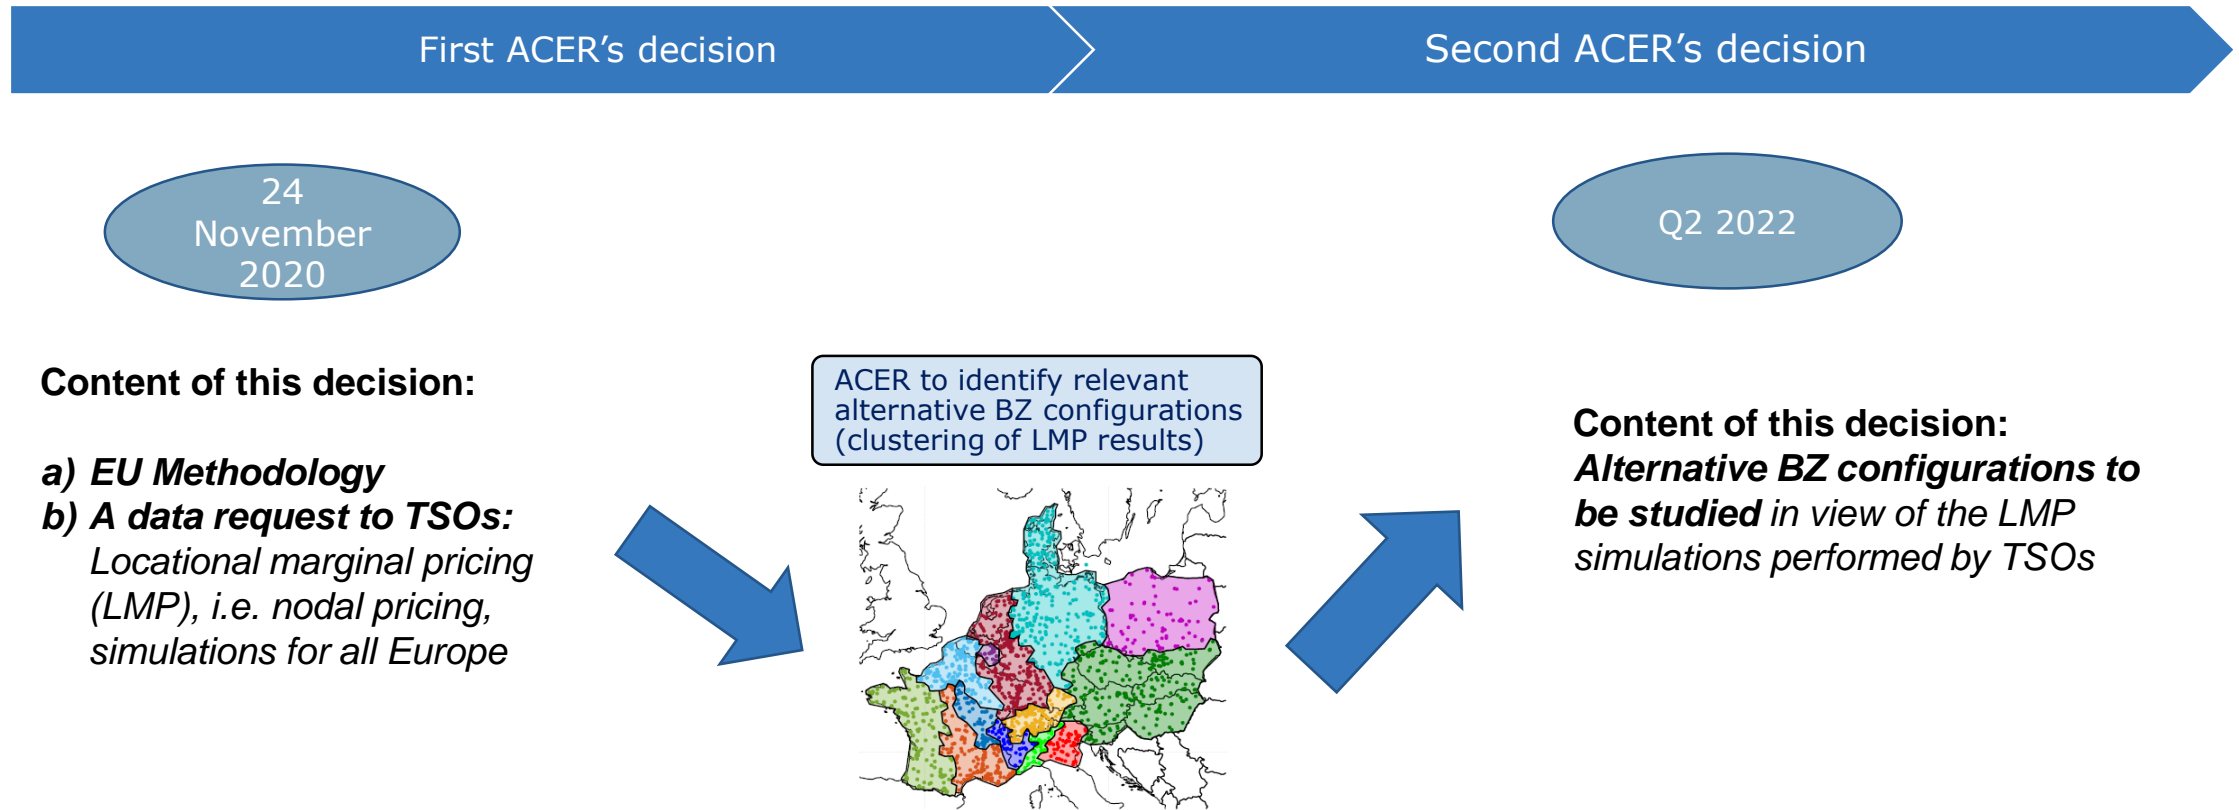 First ACER’s decision
Second ACER’s decision
24
November
2020
Q2 2022
Content of this decision:
a) EU Methodology
b) A data request to TSOs:
Locational marginal pricing
(LMP), i.e. nodal pricing,
simulations for all Europe
ACER to identify relevant
alternative BZ configurations
(clustering of LMP results)
Content of this decision:
Alternative BZ configurations to
be studied in view of the LMP
simulations performed by TSOs